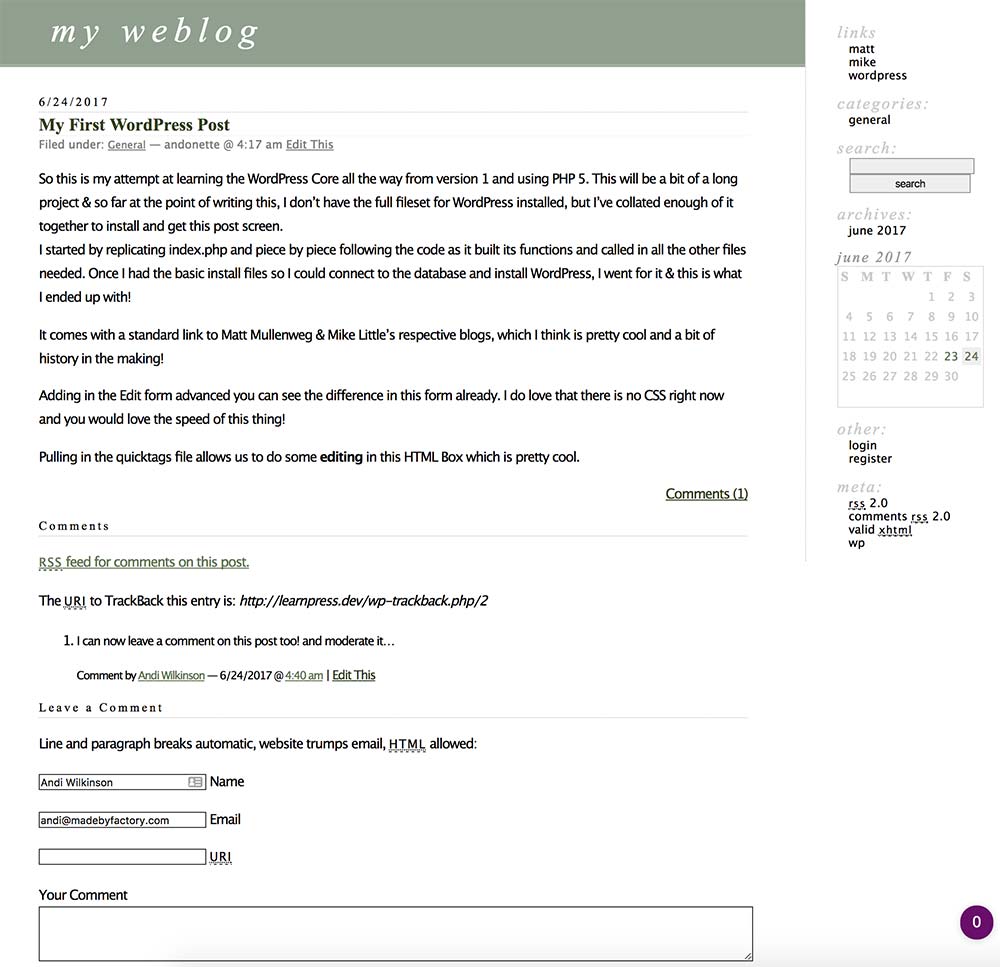 my weblog
6/24/2017
My First WordPress Post
Filed under: General — andonette @ 4:17 am Edit This
So this is my attempt at learning the WordPress Core all the way from version 1 and using PHP 5. This will be a bit of a long
project & so far at the point of writing this, I don’t have the full fileset for WordPress installed, but I’ve collated enough of it
together to install and get this post screen.
I started by replicating index.php and piece by piece following the code as it built its functions and called in all the other files
needed. Once I had the basic install files so I could connect to the database and install WordPress, I went for it & this is what
I ended up with!
It comes with a standard link to Matt Mullenweg & Mike Little’s respective blogs, which I think is pretty cool and a bit of
history in the making!
Adding in the Edit form advanced you can see the difference in this form already. I do love that there is no CSS right now
and you would love the speed of this thing!
Pulling in the quicktags file allows us to do some editing in this HTML Box which is pretty cool.
Comments (1)
Comments
RSS feed for comments on this post.
The URI to TrackBack this entry is: http://learnpress.dev/wp-trackback.php/2
1. I can now leave a comment on this post too! and moderate it…
Comment by Andi Wilkinson — 6/24/2017 @ 4:40 am | Edit This
Leave a Comment
Line and paragraph breaks automatic, website trumps email, HTML allowed:
Andi Wilkinson Name
andi@madebyfactory.com Email
URI
Your Comment
links
matt
mike
wordpress
categories:
general
search:
search
archives:
june 2017
june 2017
S M T W T F S
1 2 3
4 5 6 7 8 9 10
11 12 13 14 15 16 17
18 19 20 21 22 23 24
25 26 27 28 29 30
other:
login
register
meta:
rss 2.0
comments rss 2.0
valid xhtml
wp
0